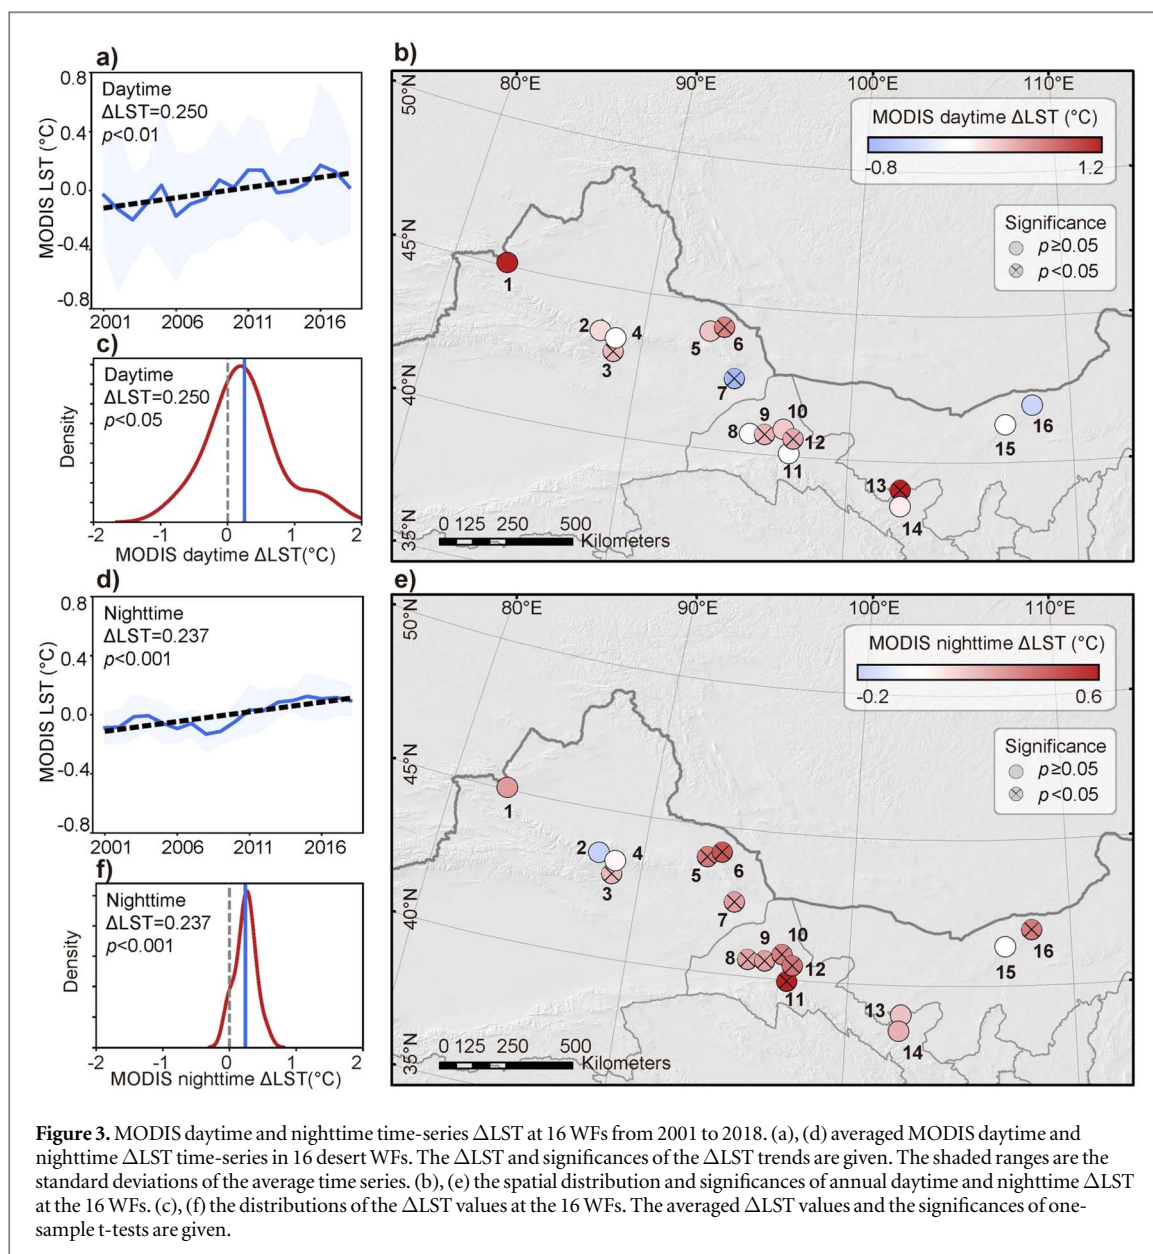 a)
0.8
0.4
0.0
-0.4
-0.8
MODIS LST (°C)
Daytime
ΔLST=0.250
p<0.01
2001 2006 2011 2016
b)
80°E 90°E 100°E 110°E
50°N
45°N
40°N
35°N
MODIS daytime ΔLST (°C)
-0.8 1.2
Significance
p≥0.05
p<0.05
1
2
3
4
5
6
7
8
9
10
11
12
13
14
15
16
0 125 250 500
Kilometers
c)
Density
Daytime
ΔLST=0.250
p<0.05
-2 -1 0 1 2
MODIS daytime ΔLST(°C)
d)
0.8
0.4
0.0
-0.4
-0.8
MODIS LST (°C)
Nighttime
ΔLST=0.237
p<0.001
2001 2006 2011 2016
e)
80°E 90°E 100°E 110°E
50°N
45°N
40°N
35°N
MODIS nighttime ΔLST (°C)
-0.2 0.6
Significance
p≥0.05
p<0.05
1
2
3
4
5
6
7
8
9
10
11
12
13
14
15
16
0 125 250 500
Kilometers
f)
Density
Nighttime
ΔLST=0.237
p<0.001
-2 -1 0 1 2
MODIS nighttime ΔLST(°C)
Figure 3. MODIS daytime and nighttime time-series ΔLST at 16 WFs from 2001 to 2018. (a), (d) averaged MODIS daytime and
nighttime ΔLST time-series in 16 desert WFs. The ΔLST and significances of the ΔLST trends are given. The shaded ranges are the
standard deviations of the average time series. (b), (e) the spatial distribution and significances of annual daytime and nighttime ΔLST
at the 16 WFs. (c), (f) the distributions of the ΔLST values at the 16 WFs. The averaged ΔLST values and the significances of one-
sample t-tests are given.